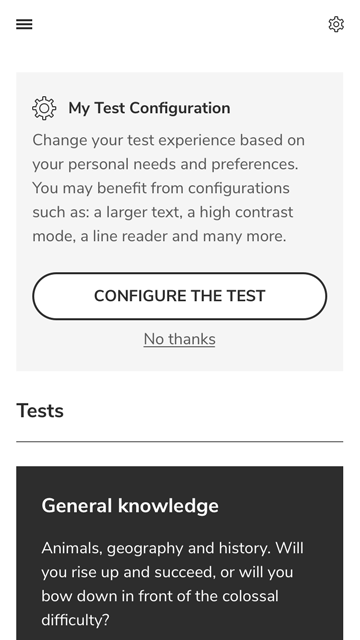 My Test Configuration
Change your test experience based on
your personal needs and preferences.
You may benefit from configurations
such as: a larger text, a high contrast
mode, a line reader and many more.
CONFIGURE THE TEST
No thanks
Tests
General knowledge
Animals, geography and history. Will
you rise up and succeed, or will you
bow down in front of the colossal
difficulty?